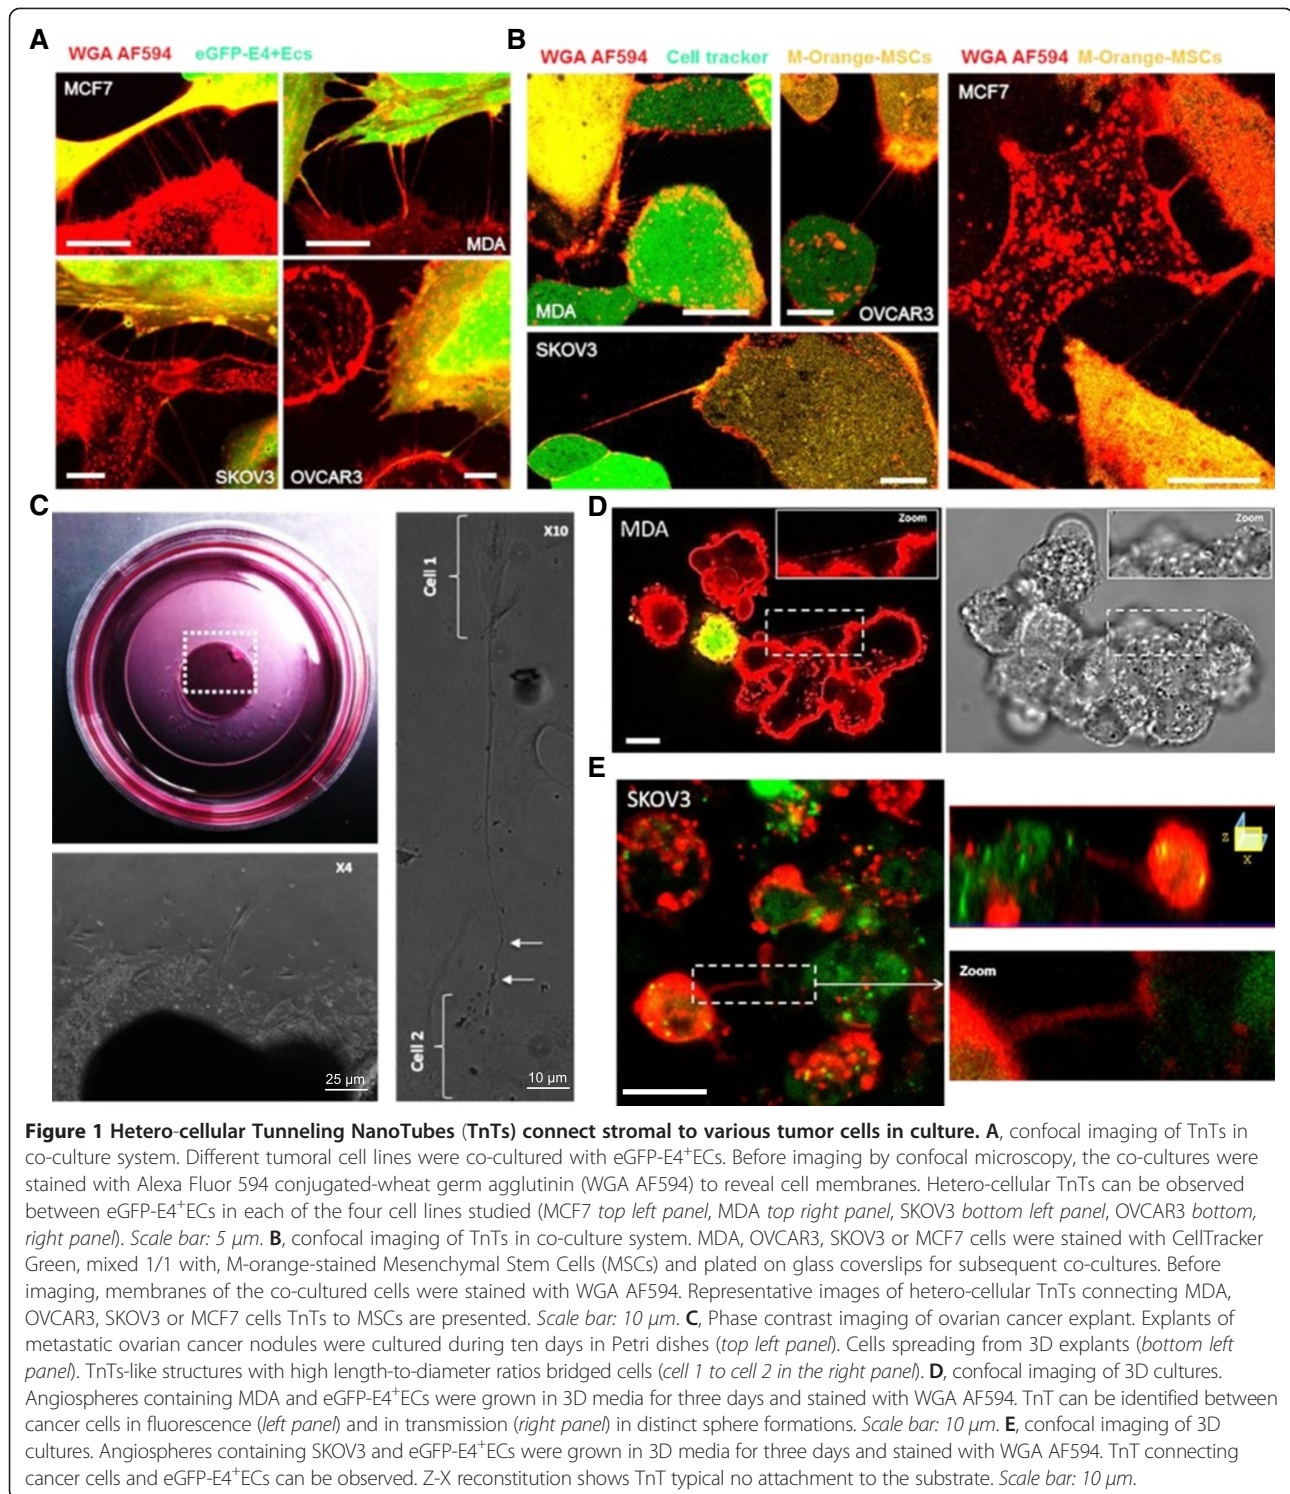 A
WGA AF594 eGFP-E4+Ecs
MCF7
MDA
SKOV3
OVCAR3
B
WGA AF594 Cell tracker M-Orange-MSCs
WGA AF594 M-Orange-MSCs
MDA
OVCAR3
SKOV3
MCF7
C
X4
25 µm
X10
Cell 1
Cell 2
10 µm
D
MDA
Zoom
Zoom
E
SKOV3
Z
X
Zoom
Figure 1 Hetero-cellular Tunneling NanoTubes (TnTs) connect stromal to various tumor cells in culture. A, confocal imaging of TnTs in
co-culture system. Different tumoral cell lines were co-cultured with eGFP-E4+ECs. Before imaging by confocal microscopy, the co-cultures were
stained with Alexa Fluor 594 conjugated-wheat germ agglutinin (WGA AF594) to reveal cell membranes. Hetero-cellular TnTs can be observed
between eGFP-E4+ECs in each of the four cell lines studied (MCF7 top left panel, MDA top right panel, SKOV3 bottom left panel, OVCAR3 bottom,
right panel). Scale bar: 5 µm. B, confocal imaging of TnTs in co-culture system. MDA, OVCAR3, SKOV3 or MCF7 cells were stained with CellTracker
Green, mixed 1/1 with, M-orange-stained Mesenchymal Stem Cells (MSCs) and plated on glass coverslips for subsequent co-cultures. Before
imaging, membranes of the co-cultured cells were stained with WGA AF594. Representative images of hetero-cellular TnTs connecting MDA,
OVCAR3, SKOV3 or MCF7 cells TnTs to MSCs are presented. Scale bar: 10 µm. C, Phase contrast imaging of ovarian cancer explant. Explants of
metastatic ovarian cancer nodules were cultured during ten days in Petri dishes (top left panel). Cells spreading from 3D explants (bottom left
panel). TnTs-like structures with high length-to-diameter ratios bridged cells (cell 1 to cell 2 in the right panel). D, confocal imaging of 3D cultures.
Angiospheres containing MDA and eGFP-E4+ECs were grown in 3D media for three days and stained with WGA AF594. TnT can be identified between
cancer cells in fluorescence (left panel) and in transmission (right panel) in distinct sphere formations. Scale bar: 10 µm. E, confocal imaging of 3D
cultures. Angiospheres containing SKOV3 and eGFP-E4+ECs were grown in 3D media for three days and stained with WGA AF594. TnT connecting
cancer cells and eGFP-E4+ECs can be observed. Z-X reconstitution shows TnT typical no attachment to the substrate. Scale bar: 10 µm.